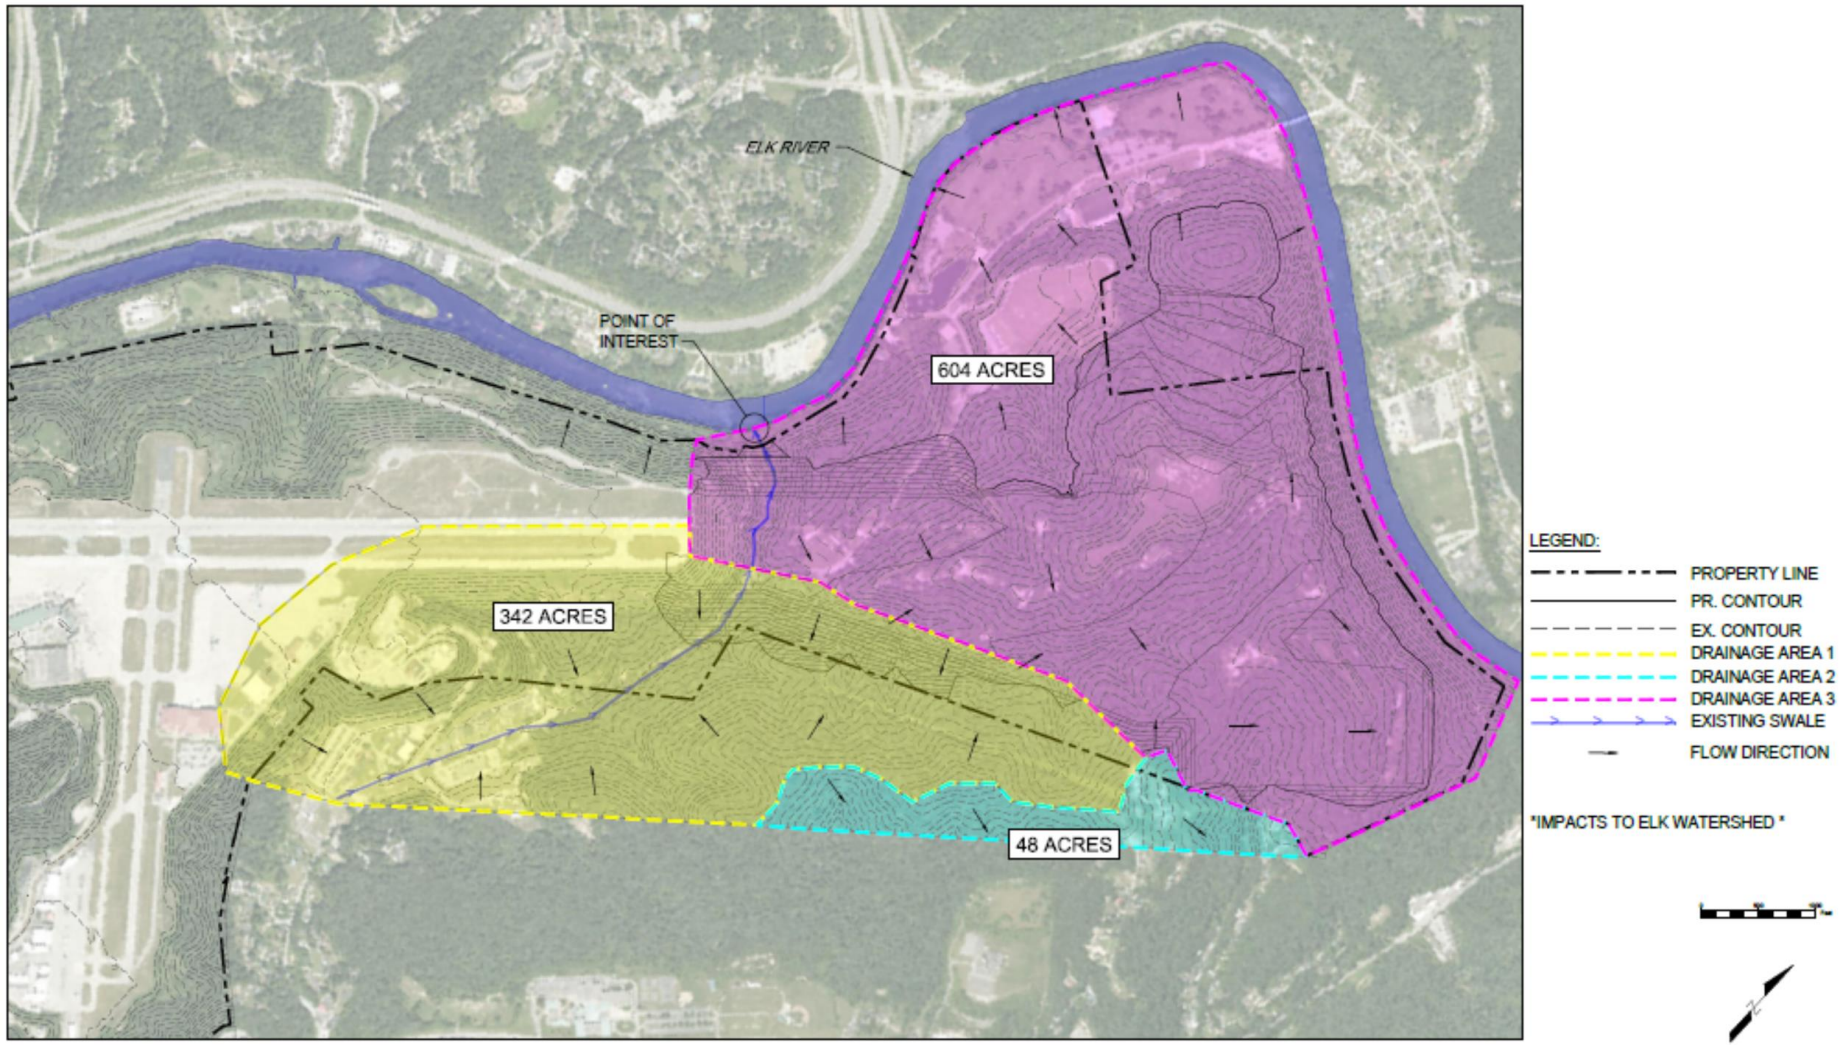 ELK RIVER
POINT OF
INTEREST
604 ACRES
342 ACRES
48 ACRES
LEGEND:
PROPERTY LINE
PR. CONTOUR
EX. CONTOUR
DRAINAGE AREA 1
DRAINAGE AREA 2
DRAINAGE AREA 3
EXISTING SWALE
FLOW DIRECTION
*IMPACTS TO ELK WATERSHED *
Z